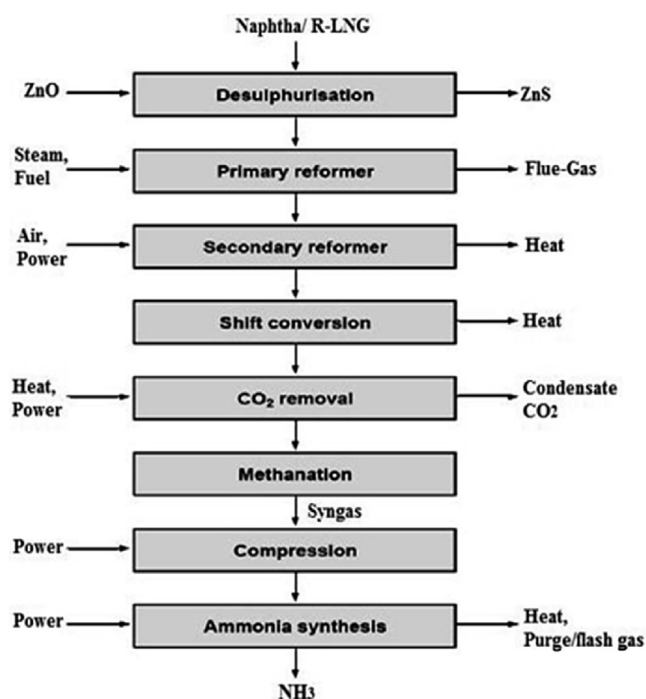 Naphtha/ R-LNG
ZnO
Desulphurisation
ZnS
Steam,
Fuel
Primary reformer
Flue-Gas
Air,
Power
Secondary reformer
Heat
Shift conversion
Heat
Heat,
Power
CO₂ removal
Condensate
CO2
Methanation
Syngas
Power
Compression
Power
Ammonia synthesis
Heat,
Purge/flash gas
NH3